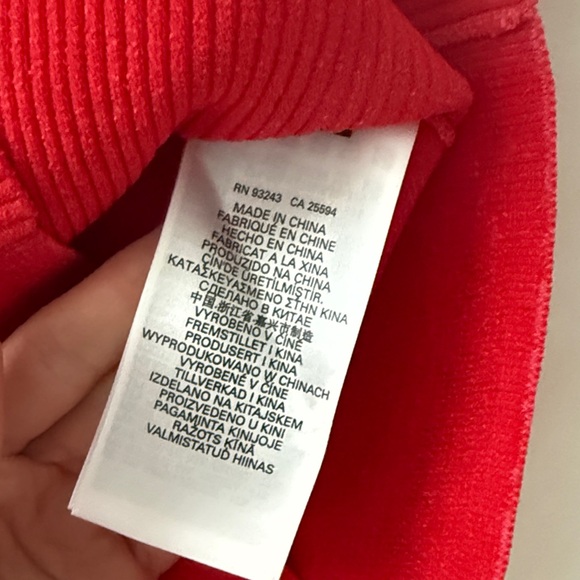 RN 93243 CA 25594
MADE IN CHINA
FABRIQUÉ EN CHINE
HECHO EN CHINA
FABRICAT A LA XINA
PRODUZIDO NA CHINA
CIN'DE ÜRETİLMİŞTİR.
ΚΑΤΑΣΚΕΥΑΣΜΕΝΟ ΣΤΗΝ ΚΙΝΑ
СДЕЛАНО В КИТАЕ
中国浙江省嘉兴市制造
VYROBENO V ČÍNĚ
FREMSTILLET I KINA
PRODUSERT I KINA
WYPRODUKOWANO W CHINACH
VYROBENÉ V ČÍNE
TILLVERKAD I KINA
IZDELANO NA KITAJSKEM
PROIZVEDENO U KINI
PAGAMINTA KINIJOJE
RAŽOTS ĶĪNĀ
VALMISTATUD HIINAS